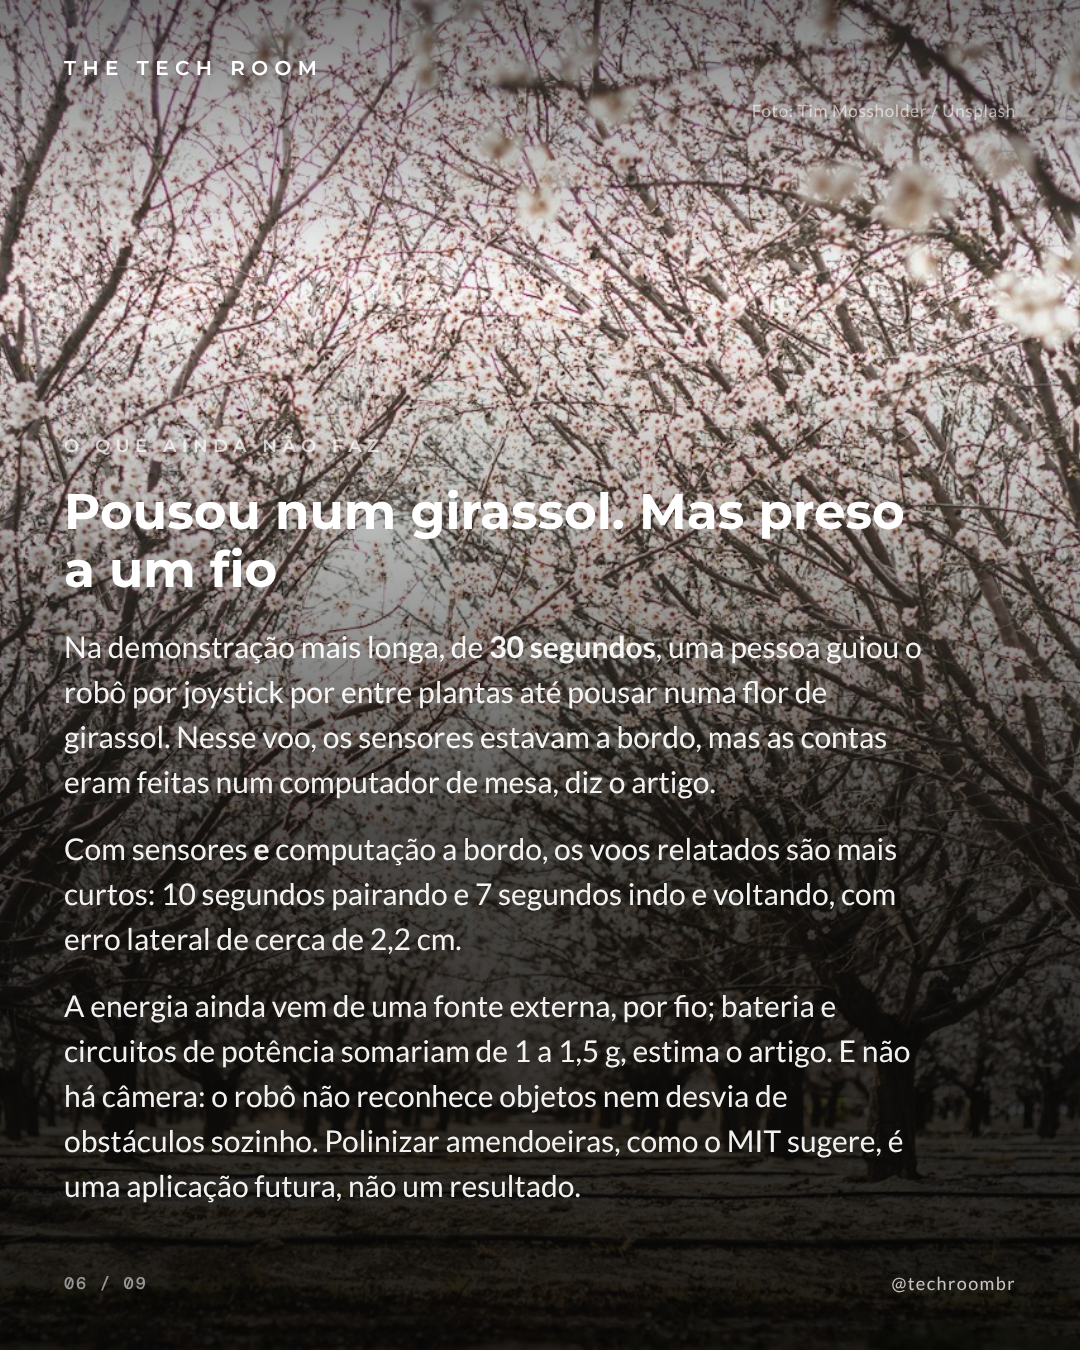 THE TECH ROOM
Foto: Tim Mossholder / Unsplash
O QUE AINDA NÃO FAZ
Pousou num girassol. Mas preso
a um fio
Na demonstração mais longa, de 30 segundos, uma pessoa guiou o
robô por joystick por entre plantas até pousar numa flor de
girassol. Nesse voo, os sensores estavam a bordo, mas as contas
eram feitas num computador de mesa, diz o artigo.
Com sensores e computação a bordo, os voos relatados são mais
curtos: 10 segundos pairando e 7 segundos indo e voltando, com
erro lateral de cerca de 2,2 cm.
A energia ainda vem de uma fonte externa, por fio; bateria e
circuitos de potência somariam de 1 a 1,5 g, estima o artigo. E não
há câmera: o robô não reconhece objetos nem desvia de
obstáculos sozinho. Polinizar amendoeiras, como o MIT sugere, é
uma aplicação futura, não um resultado.
06 / 09
@techroombr